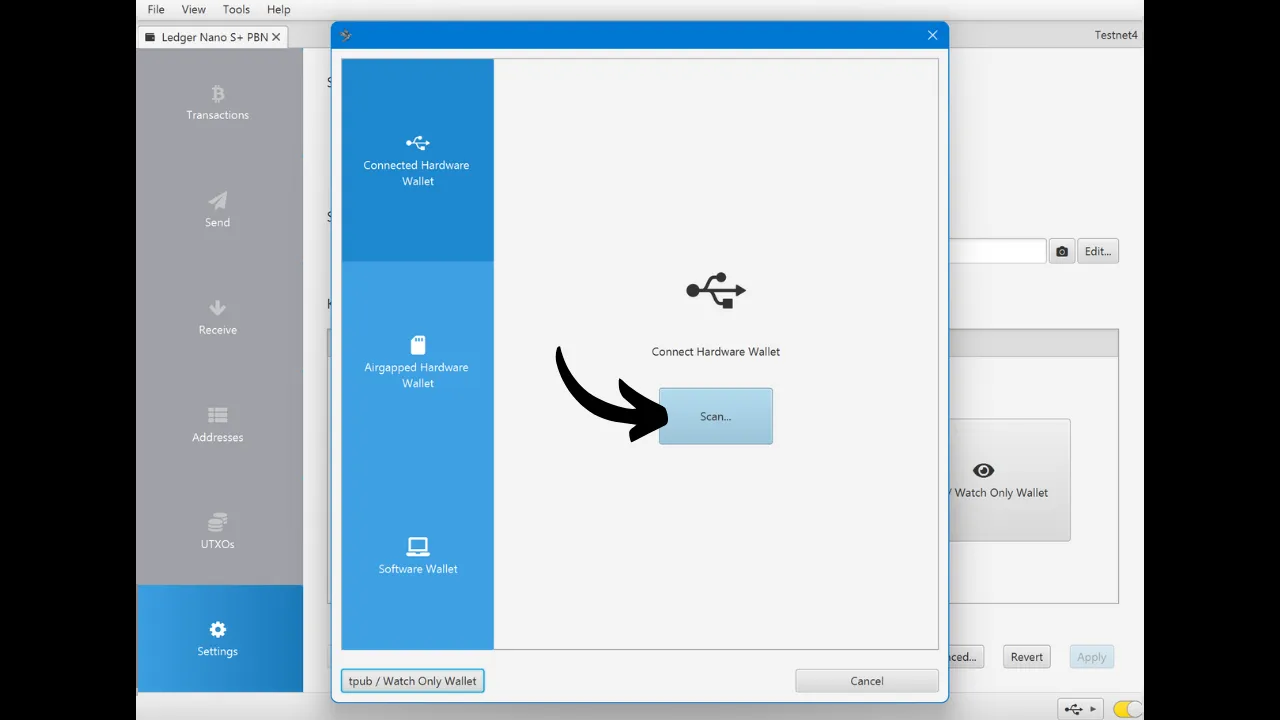 File View Tools Help
Ledger Nano S+ PBN
Testnet4
Transactions
Send
Receive
Addresses
UTXOs
Settings
Connected Hardware
Wallet
Airgapped Hardware
Wallet
Software Wallet
Connect Hardware Wallet
Scan...
Edit...
/ Watch Only Wallet
Revert
Apply
tpub / Watch Only Wallet
Cancel